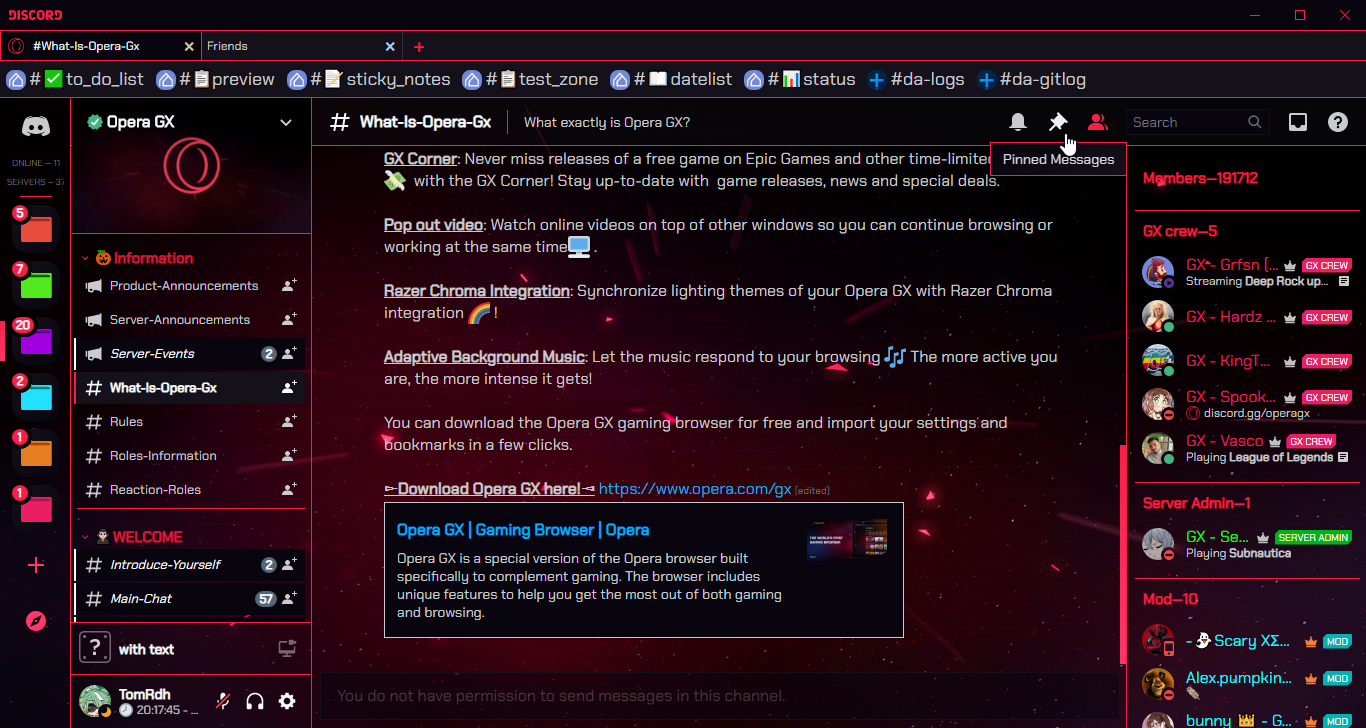 DISCORD
#What-Is-Opera-Gx
Friends
#✅to_do_list #📋preview #📝sticky_notes #📋test_zone #📖datelist #📊status #da-logs #da-gitlog
ONLINE — 11
SERVERS — 37
5
7
20
2
1
1
Opera GX
🎃Information
Product-Announcements
Server-Announcements
Server-Events 2
# What-Is-Opera-Gx
# Rules
# Roles-Information
# Reaction-Roles
WELCOME
# Introduce-Yourself 2
# Main-Chat 57
? with text
TomRdh
🕗20:17:45 - ...
# What-Is-Opera-Gx What exactly is Opera GX?
Search
Pinned Messages
GX Corner: Never miss releases of a free game on Epic Games and other time-limited
💸 with the GX Corner! Stay up-to-date with game releases, news and special deals.
Pop out video: Watch online videos on top of other windows so you can continue browsing or
working at the same time🖥️.
Razer Chroma Integration: Synchronize lighting themes of your Opera GX with Razer Chroma
integration 🌈!
Adaptive Background Music: Let the music respond to your browsing 🎶 The more active you
are, the more intense it gets!
You can download the Opera GX gaming browser for free and import your settings and
bookmarks in a few clicks.
Download Opera GX here! https://www.opera.com/gx [edited]
Opera GX | Gaming Browser | Opera
Opera GX is a special version of the Opera browser built
specifically to complement gaming. The browser includes
unique features to help you get the most out of both gaming
and browsing.
You do not have permission to send messages in this channel.
Members—191712
GX crew—5
GX - Grfsn [... GX CREW
Streaming Deep Rock up...
GX - Hardz ... GX CREW
GX - KingT... GX CREW
GX - Spook... GX CREW
discord.gg/operagx
GX - Vasco GX CREW
Playing League of Legends
Server Admin—1
GX - Se... SERVER ADMIN
Playing Subnautica
Mod—10
- 👻Scary XΣ... MOD
Alex.pumpkin... MOD
bunny 👑 - G... MOD